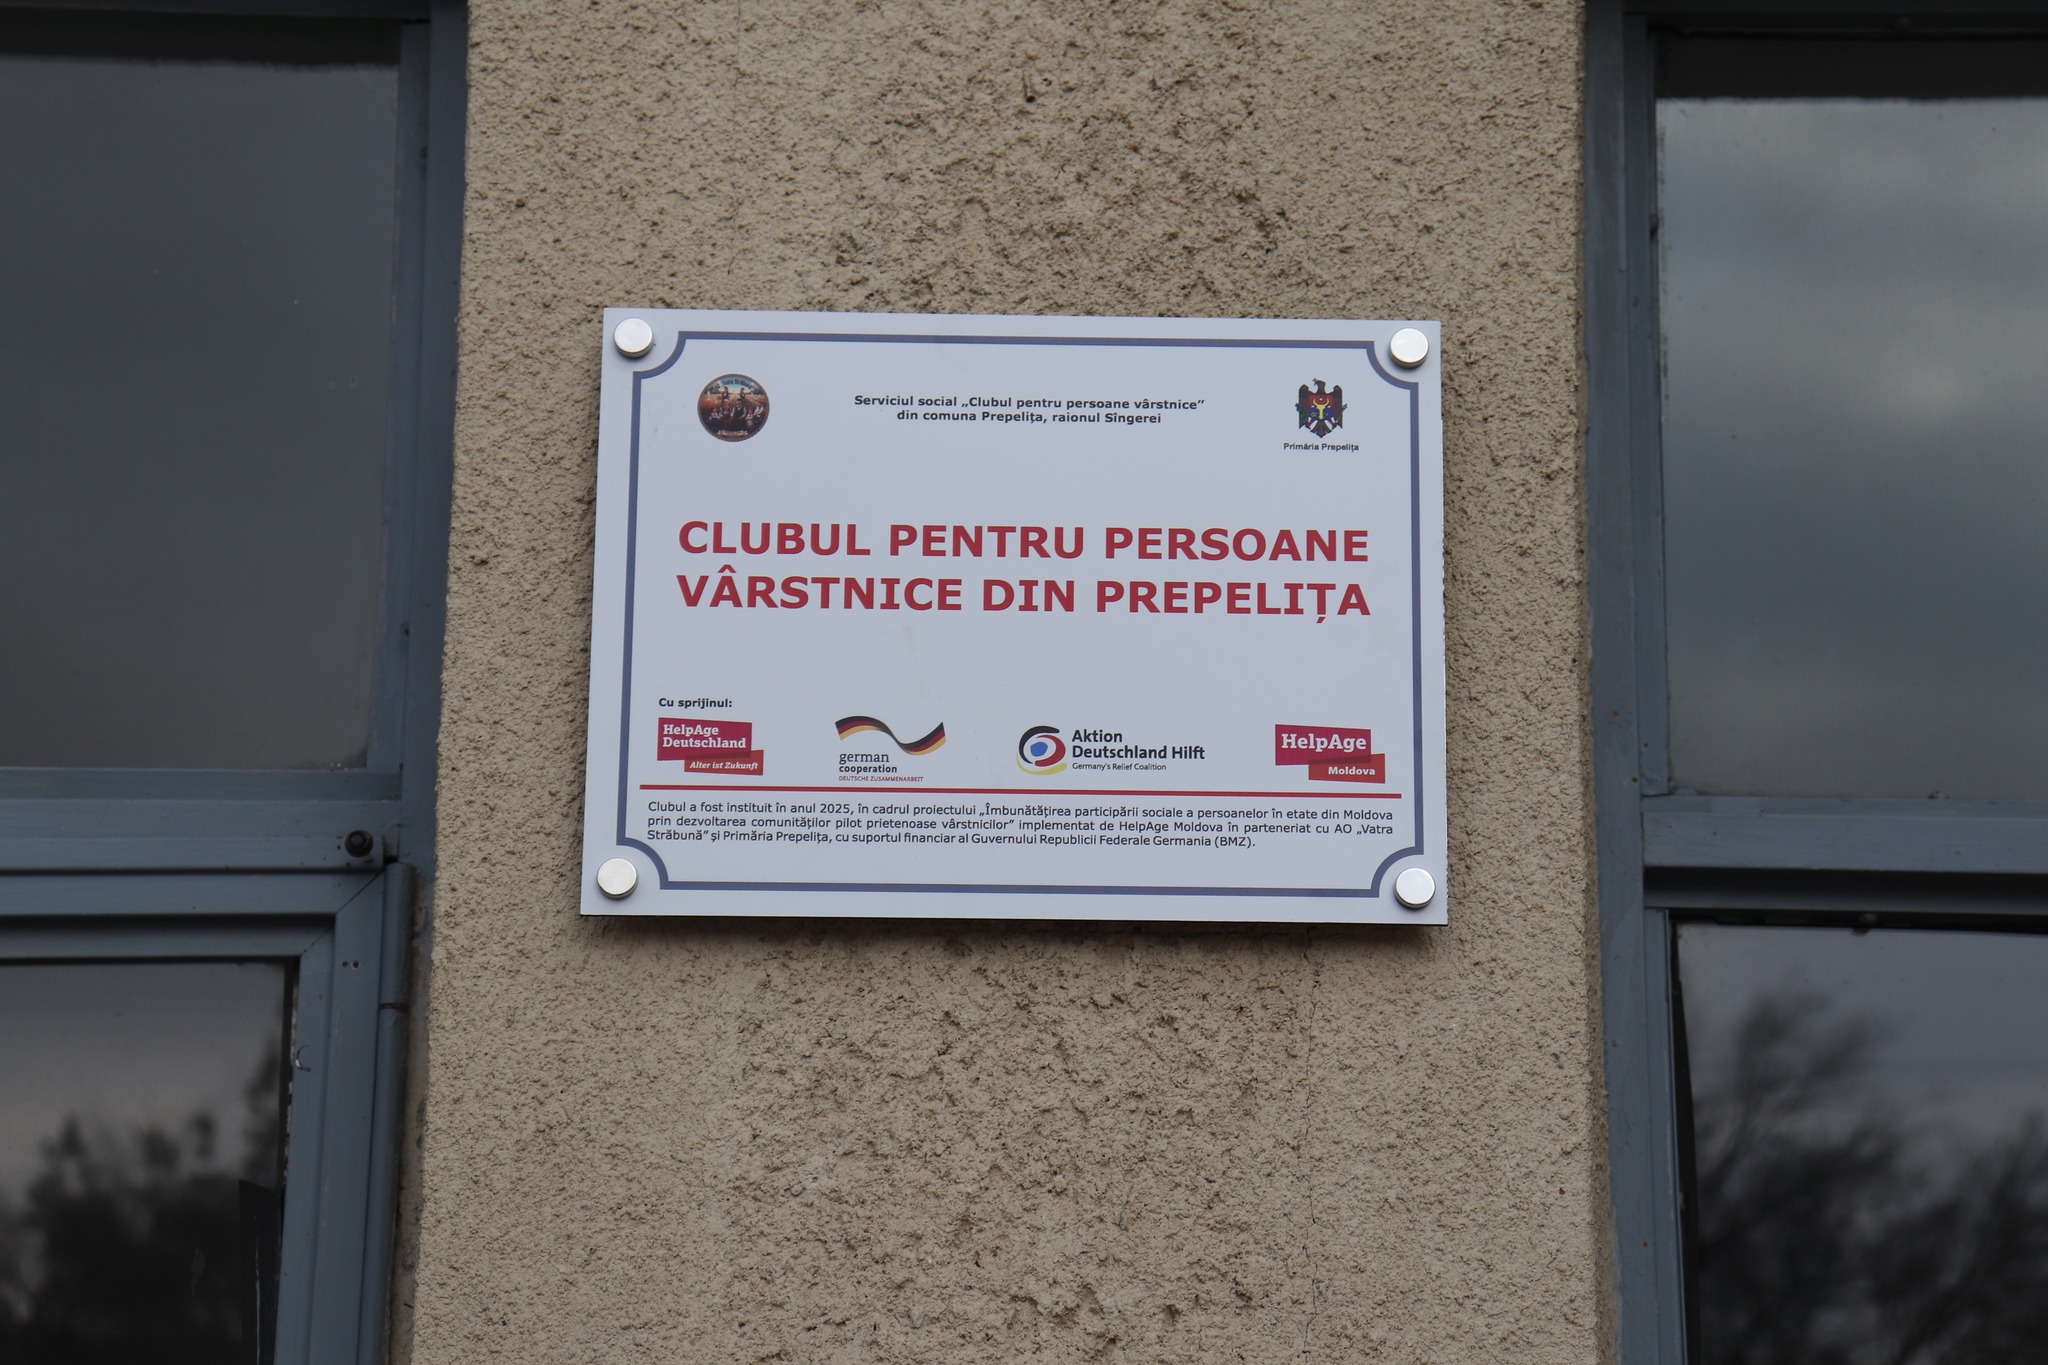 Serviciul social „Clubul pentru persoane vârstnice”
din comuna Prepelița, raionul Sîngerei
Primăria Prepelița
CLUBUL PENTRU PERSOANE
VÂRSTNICE DIN PREPELIȚA
Cu sprijinul:
HelpAge
Deutschland
Alter ist Zukunft
german
cooperation
DEUTSCHE ZUSAMMENARBEIT
Aktion
Deutschland Hilft
Germany's Relief Coalition
HelpAge
Moldova
Clubul a fost instituit în anul 2025, în cadrul proiectului „Îmbunătățirea participării sociale a persoanelor în etate din Moldova
prin dezvoltarea comunităților pilot prietenoase vârstnicilor” implementat de HelpAge Moldova în parteneriat cu AO „Vatra
Străbună” și Primăria Prepelița, cu suportul financiar al Guvernului Republicii Federale Germania (BMZ).